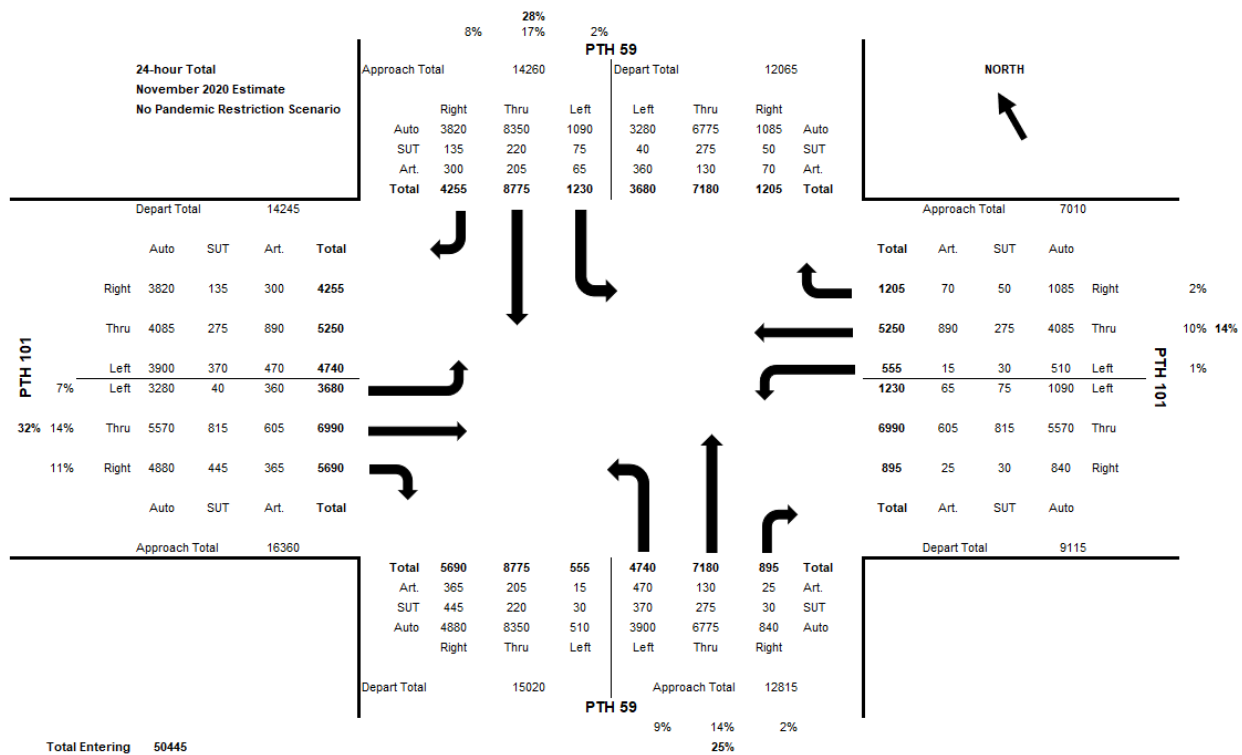 28%
8% 17% 2%
PTH 59
24-hour Total Approach Total 14260 Depart Total 12065 NORTH
November 2020 Estimate
No Pandemic Restriction Scenario Right Thru Left Left Thru Right
Auto 3820 8350 1090 3280 6775 1085 Auto
SUT 135 220 75 40 275 50 SUT
Art. 300 205 65 360 130 70 Art.
Total 4255 8775 1230 3680 7180 1205 Total
Depart Total 14245 Approach Total 7010
Auto SUT Art. Total Total Art. SUT Auto
Right 3820 135 300 4255 1205 70 50 1085 Right 2%
Thru 4085 275 890 5250 5250 890 275 4085 Thru 10% 14%
Left 3900 370 470 4740 555 15 30 510 Left 1%
PTH 101 PTH 101
7% Left 3280 40 360 3680 1230 65 75 1090 Left
32% 14% Thru 5570 815 605 6990 6990 605 815 5570 Thru
11% Right 4880 445 365 5690 895 25 30 840 Right
Auto SUT Art. Total Total Art. SUT Auto
Approach Total 16360 Depart Total 9115
Total 5690 8775 555 4740 7180 895 Total
Art. 365 205 15 470 130 25 Art.
SUT 445 220 30 370 275 30 SUT
Auto 4880 8350 510 3900 6775 840 Auto
Right Thru Left Left Thru Right
Depart Total 15020 Approach Total 12815
PTH 59
9% 14% 2%
Total Entering 50445 25%